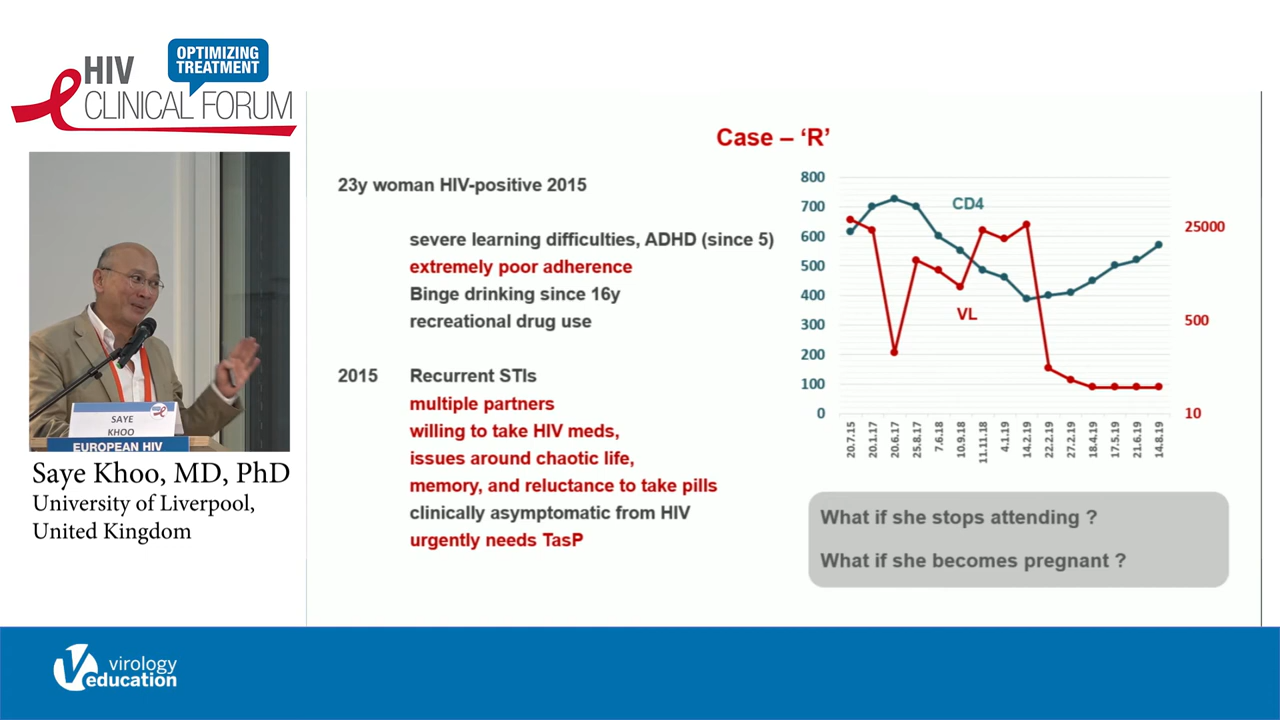 OPTIMIZING
TREATMENT
HIV
CLINICAL FORUM
SAYE
KHOO
EUROPEAN HIV
Saye Khoo, MD, PhD
University of Liverpool,
United Kingdom
Case – ‘R’
23y woman HIV-positive 2015
severe learning difficulties, ADHD (since 5)
extremely poor adherence
Binge drinking since 16y
recreational drug use
2015 Recurrent STIs
multiple partners
willing to take HIV meds,
issues around chaotic life,
memory, and reluctance to take pills
clinically asymptomatic from HIV
urgently needs TasP
800
700
600
500
400
300
200
100
0
CD4
VL
25000
500
10
20.7.15
20.1.17
20.6.17
25.8.17
7.6.18
10.9.18
11.11.18
4.1.19
14.2.19
22.2.19
27.2.19
18.4.19
17.5.19
21.6.19
14.8.19
What if she stops attending ?
What if she becomes pregnant ?
virology
education